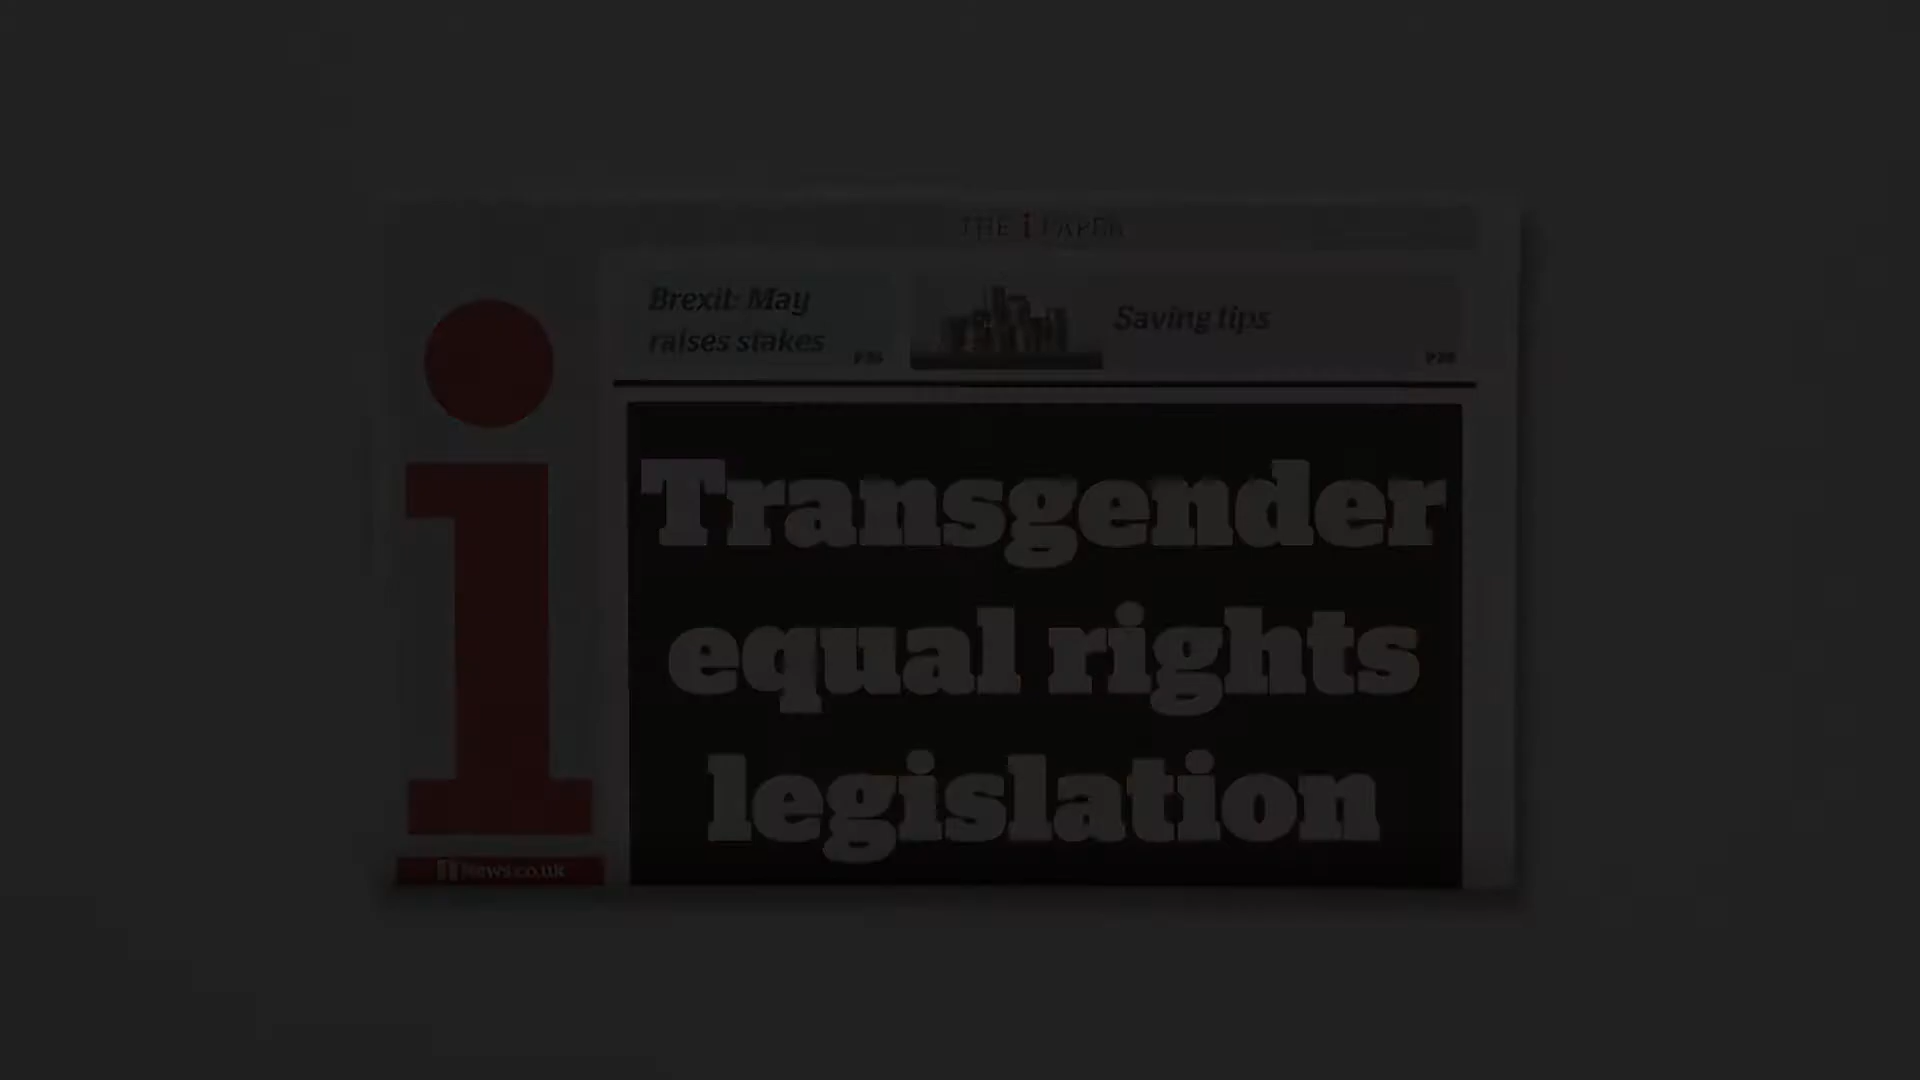 THE i PAPER
Brexit: May
raises stakes
Saving tips
i
Transgender
equal rights
legislation
iNews.co.uk